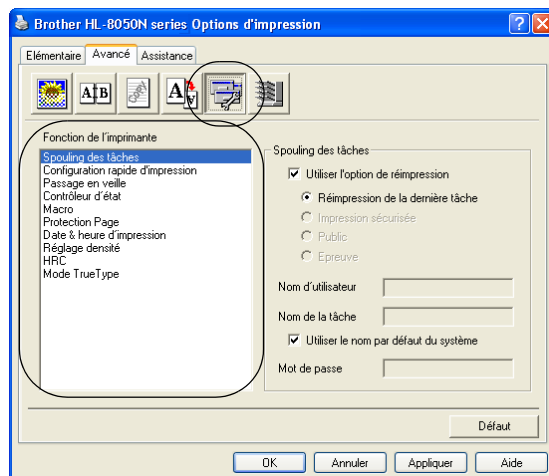 Brother HL-8050N series Options d'impression
Elémentaire Avancé Assistance
Fonction de l'imprimante
Spouling des tâches
Configuration rapide d'impression
Passage en veille
Contrôleur d'état
Macro
Protection Page
Date & heure d'impression
Réglage densité
HRC
Mode TrueType
Spouling des tâches
Utiliser l'option de réimpression
Réimpression de la dernière tâche
Impression sécurisée
Public
Epreuve
Nom d'utilisateur
Nom de la tâche
Utiliser le nom par défaut du système
Mot de passe
Défaut
OK Annuler Appliquer Aide